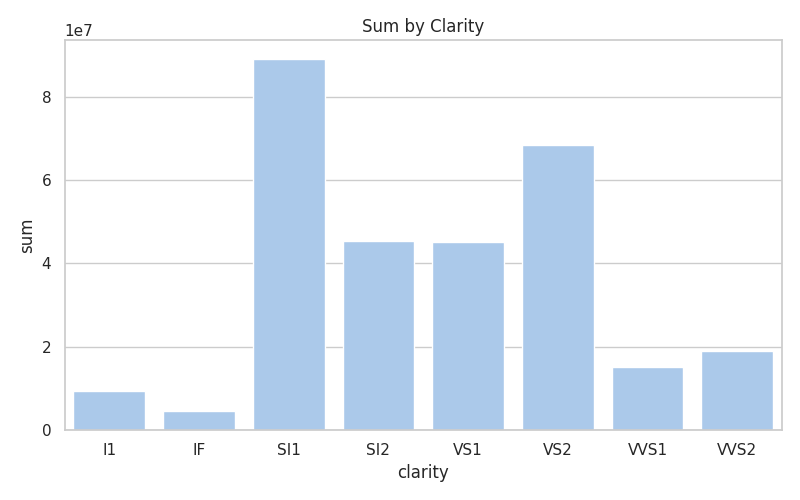 Sum by Clarity
1e7
8
6
4
2
0
sum
I1 IF SI1 SI2 VS1 VS2 VVS1 VVS2
clarity